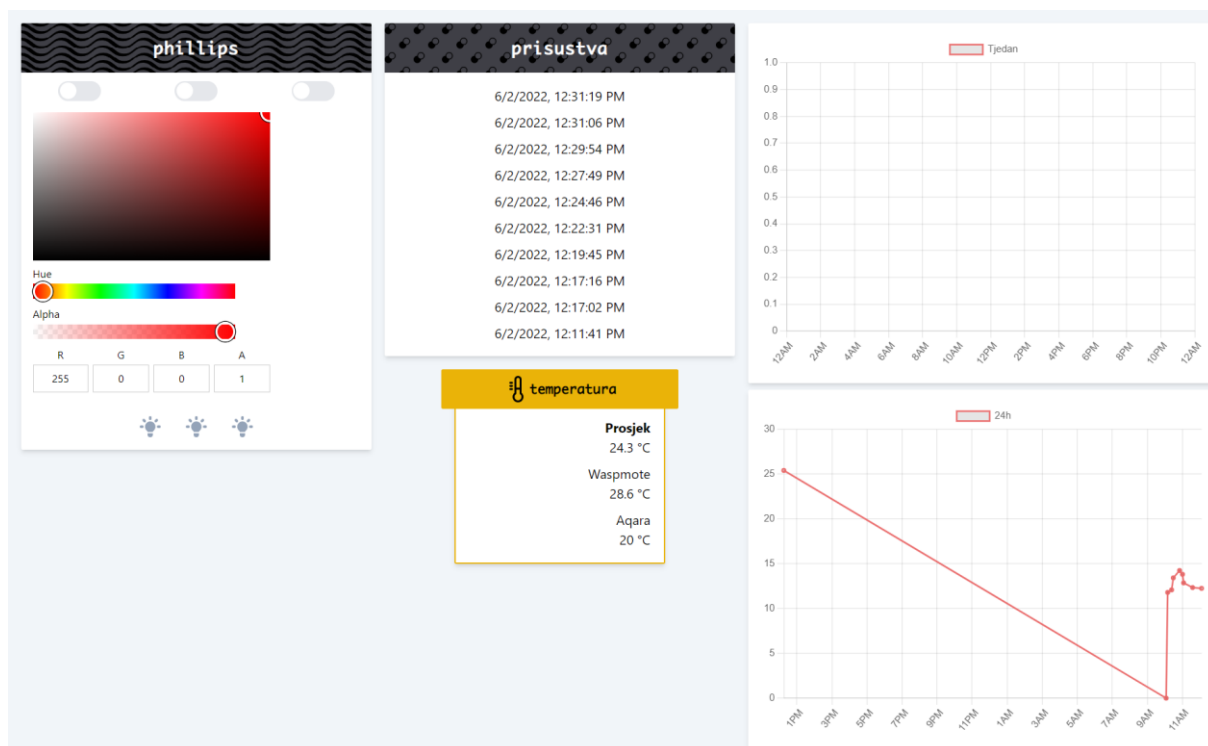 phillips
Hue
Alpha
R G B A
255 0 0 1
prisustva
6/2/2022, 12:31:19 PM
6/2/2022, 12:31:06 PM
6/2/2022, 12:29:54 PM
6/2/2022, 12:27:49 PM
6/2/2022, 12:24:46 PM
6/2/2022, 12:22:31 PM
6/2/2022, 12:19:45 PM
6/2/2022, 12:17:16 PM
6/2/2022, 12:17:02 PM
6/2/2022, 12:11:41 PM
temperatura
Prosjek
24.3 °C
Waspmote
28.6 °C
Aqara
20 °C
Tjedan
1.0
0.9
0.8
0.7
0.6
0.5
0.4
0.3
0.2
0.1
0
12AM 2AM 4AM 6AM 8AM 10AM 12PM 2PM 4PM 6PM 8PM 10PM 12AM
24h
30
25
20
15
10
5
0
1PM 3PM 5PM 7PM 9PM 11PM 1AM 3AM 5AM 7AM 9AM 11AM